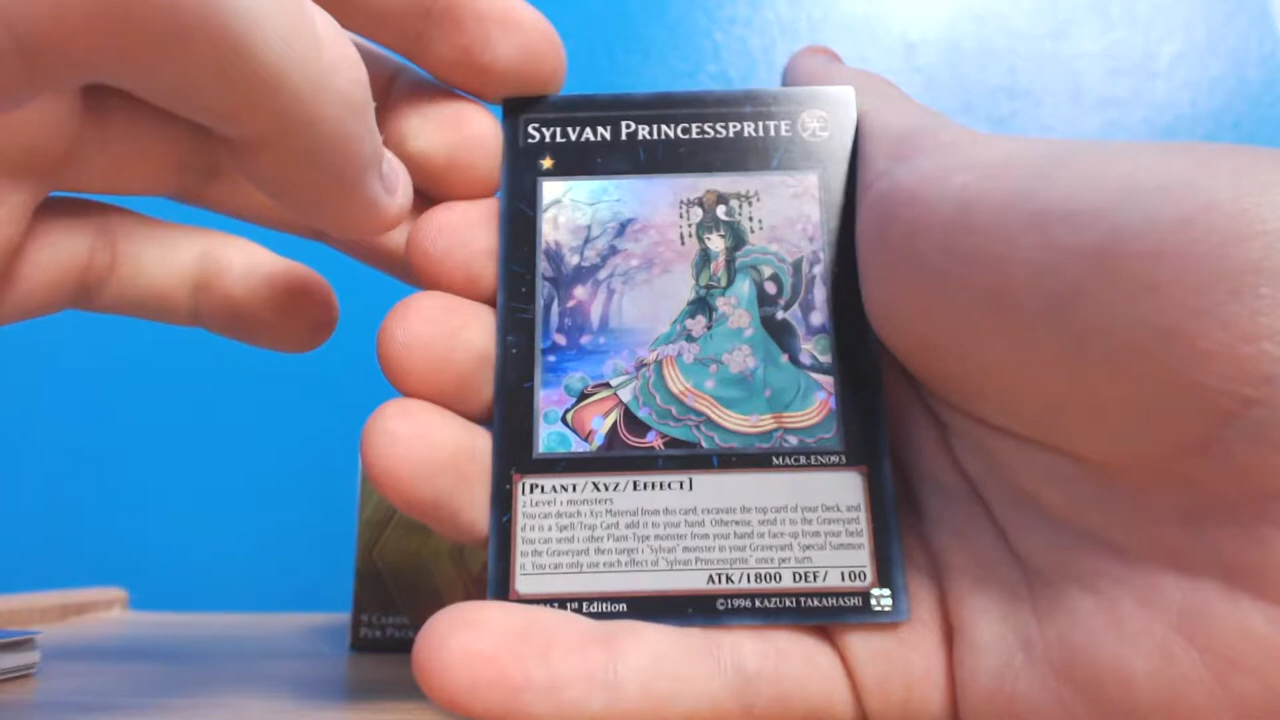 SYLVAN PRINCESSPRITE 光
MACR-EN093
[PLANT/XYZ/EFFECT]
2 Level 1 monsters
You can detach 1 Xyz Material from this card; excavate the top card of your Deck, and
if it is a Spell/Trap Card, add it to your hand. Otherwise, send it to the Graveyard.
You can send 1 other Plant-Type monster from your hand or face-up from your field
to the Graveyard, then target 1 "Sylvan" monster in your Graveyard; Special Summon
it. You can only use each effect of "Sylvan Princessprite" once per turn.
ATK/1800 DEF/ 100
1st Edition ©1996 KAZUKI TAKAHASHI
9 CARDS
PER PACK